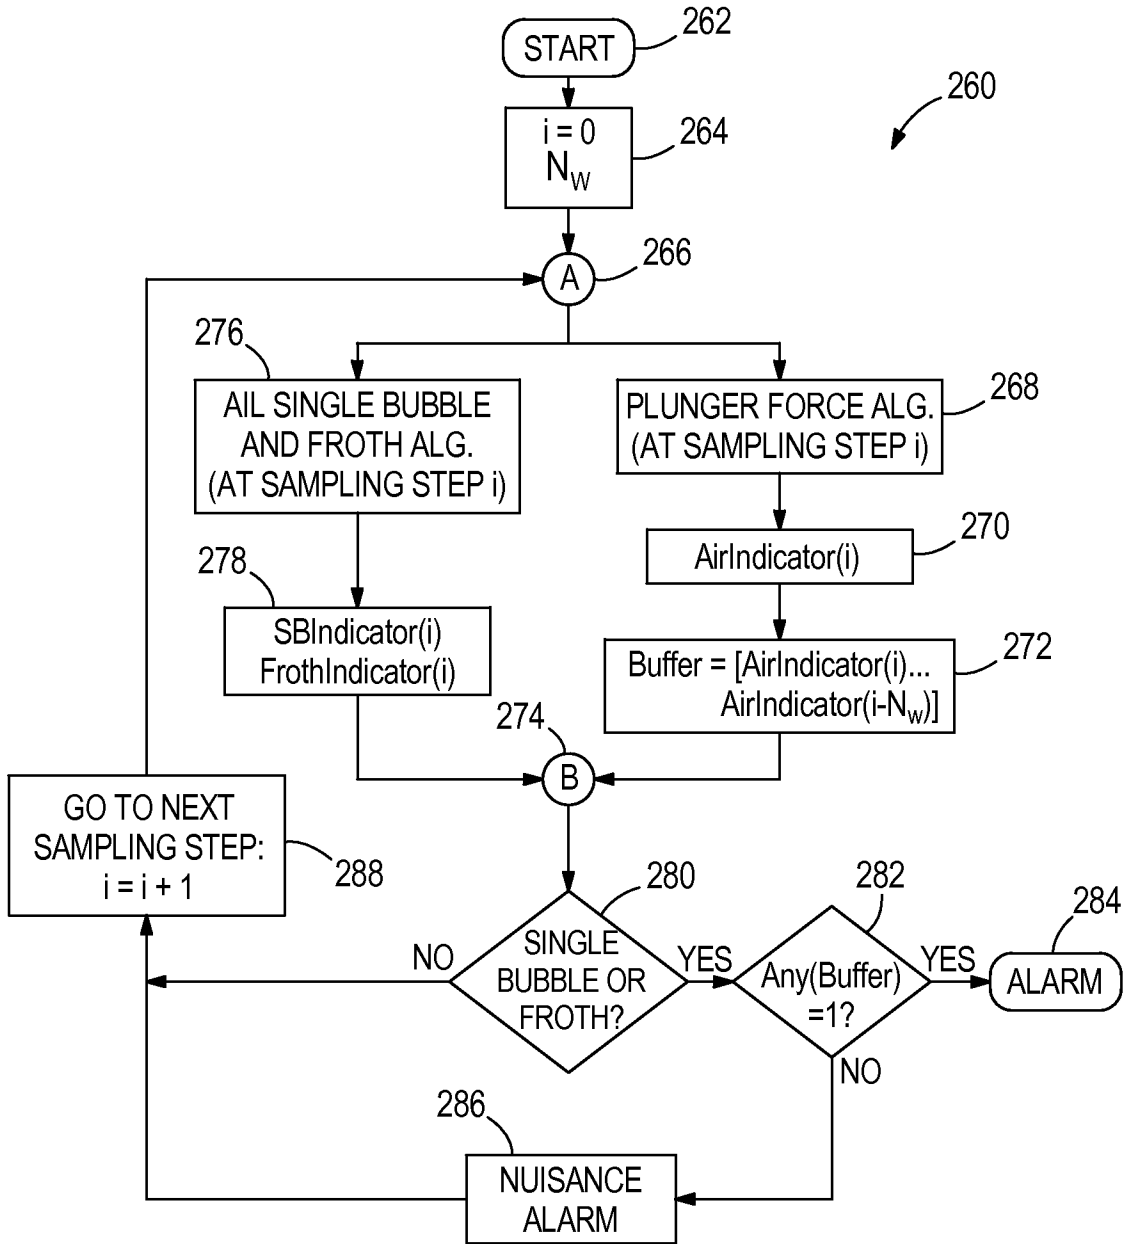 START
262
260
i = 0
N_W
264
A
266
276
AIL SINGLE BUBBLE
AND FROTH ALG.
(AT SAMPLING STEP i)
PLUNGER FORCE ALG.
(AT SAMPLING STEP i)
268
AirIndicator(i)
270
278
SBIndicator(i)
FrothIndicator(i)
Buffer = [AirIndicator(i)...
AirIndicator(i-N_W)]
272
274
B
GO TO NEXT
SAMPLING STEP:
i = i + 1
288
280
SINGLE
BUBBLE OR
FROTH?
NO
YES
282
Any(Buffer)
=1?
YES
NO
284
ALARM
286
NUISANCE
ALARM